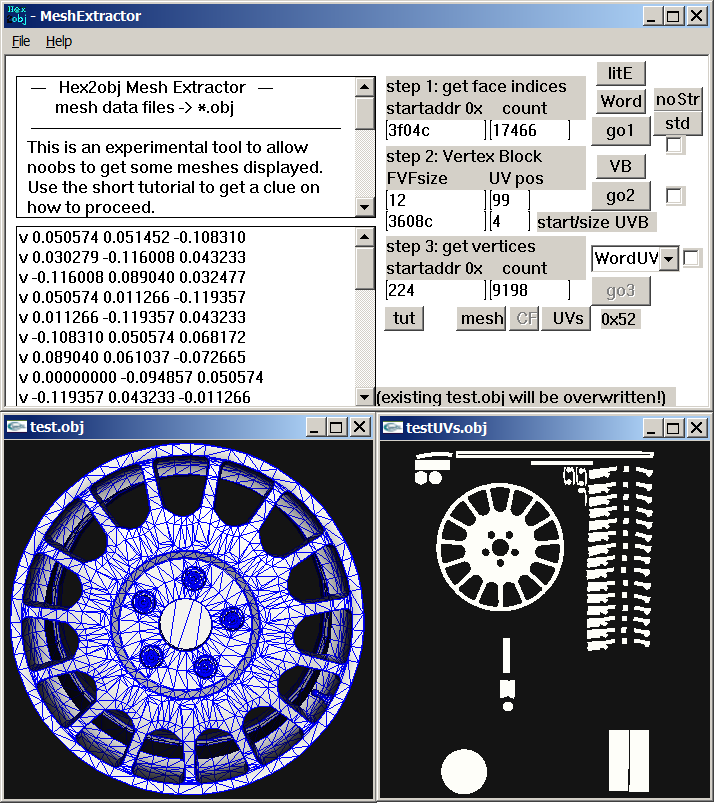 Hex obj - MeshExtractor
File Help
— Hex2obj Mesh Extractor —
mesh data files -> *.obj
This is an experimental tool to allow
noobs to get some meshes displayed.
Use the short tutorial to get a clue on
how to proceed.
step 1: get face indices
startaddr 0x count
3f04c 17466
litE
Word
noStr
go1
std
step 2: Vertex Block
FVFsize UV pos
12 99
3608c 4 start/size UVB
VB
go2
step 3: get vertices
startaddr 0x count
224 9198
WordUV
go3
tut mesh CF UVs 0x52
v 0.050574 0.051452 -0.108310
v 0.030279 -0.116008 0.043233
v -0.116008 0.089040 0.032477
v 0.050574 0.011266 -0.119357
v 0.011266 -0.119357 0.043233
v -0.108310 0.050574 0.068172
v 0.089040 0.061037 -0.072665
v 0.00000000 -0.094857 0.050574
v -0.119357 0.043233 -0.011266
(existing test.obj will be overwritten!)
test.obj
testUVs.obj